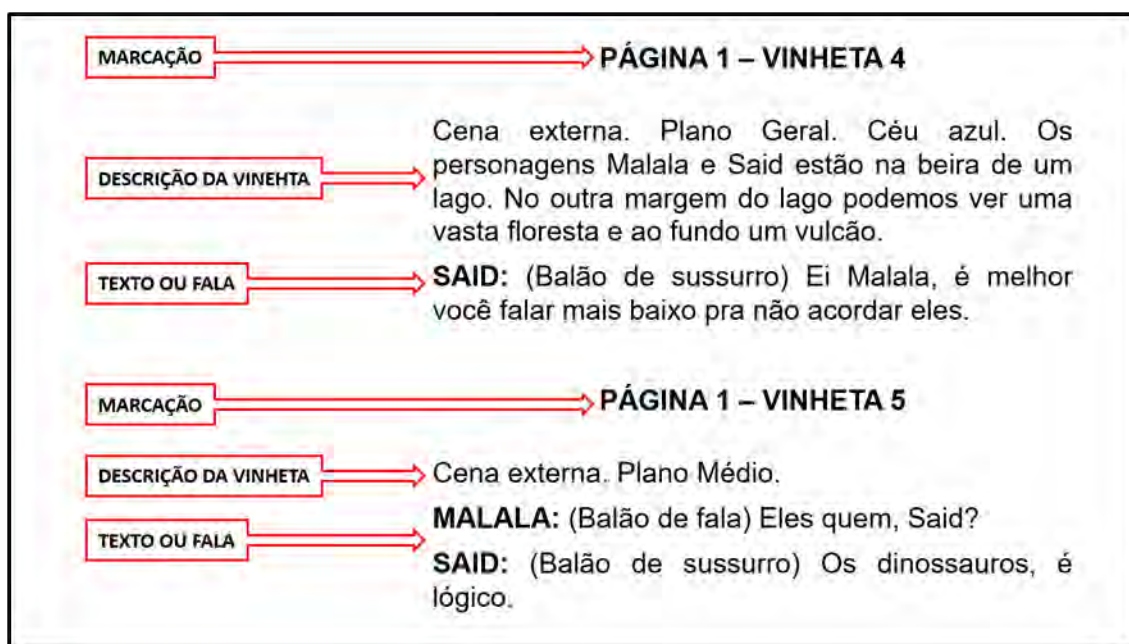 MARCAÇÃO
PÁGINA 1 – VINHETA 4
DESCRIÇÃO DA VINEHTA
Cena externa. Plano Geral. Céu azul. Os
personagens Malala e Said estão na beira de um
lago. No outra margem do lago podemos ver uma
vasta floresta e ao fundo um vulcão.
TEXTO OU FALA
SAID: (Balão de sussurro) Ei Malala, é melhor
você falar mais baixo pra não acordar eles.
MARCAÇÃO
PÁGINA 1 – VINHETA 5
DESCRIÇÃO DA VINHETA
Cena externa. Plano Médio.
TEXTO OU FALA
MALALA: (Balão de fala) Eles quem, Said?
SAID: (Balão de sussurro) Os dinossauros, é
lógico.